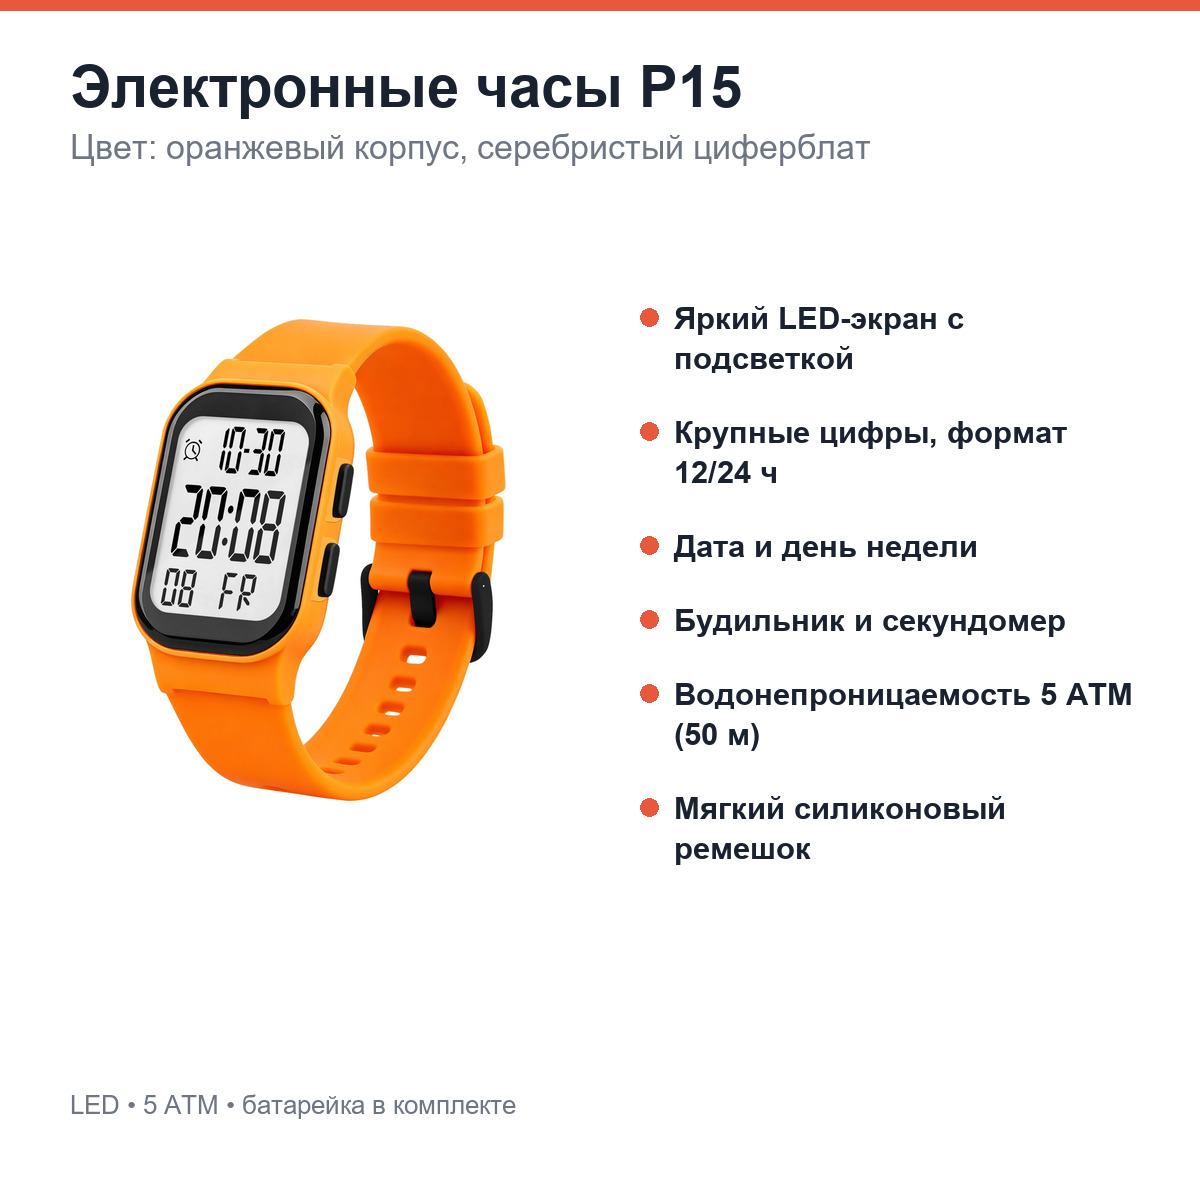 Электронные часы P15
Цвет: оранжевый корпус, серебристый циферблат
Яркий LED-экран с
подсветкой
Крупные цифры, формат
12/24 ч
Дата и день недели
Будильник и секундомер
Водонепроницаемость 5 ATM
(50 м)
Мягкий силиконовый
ремешок
10-30
20:08
08 FR
LED • 5 ATM • батарейка в комплекте